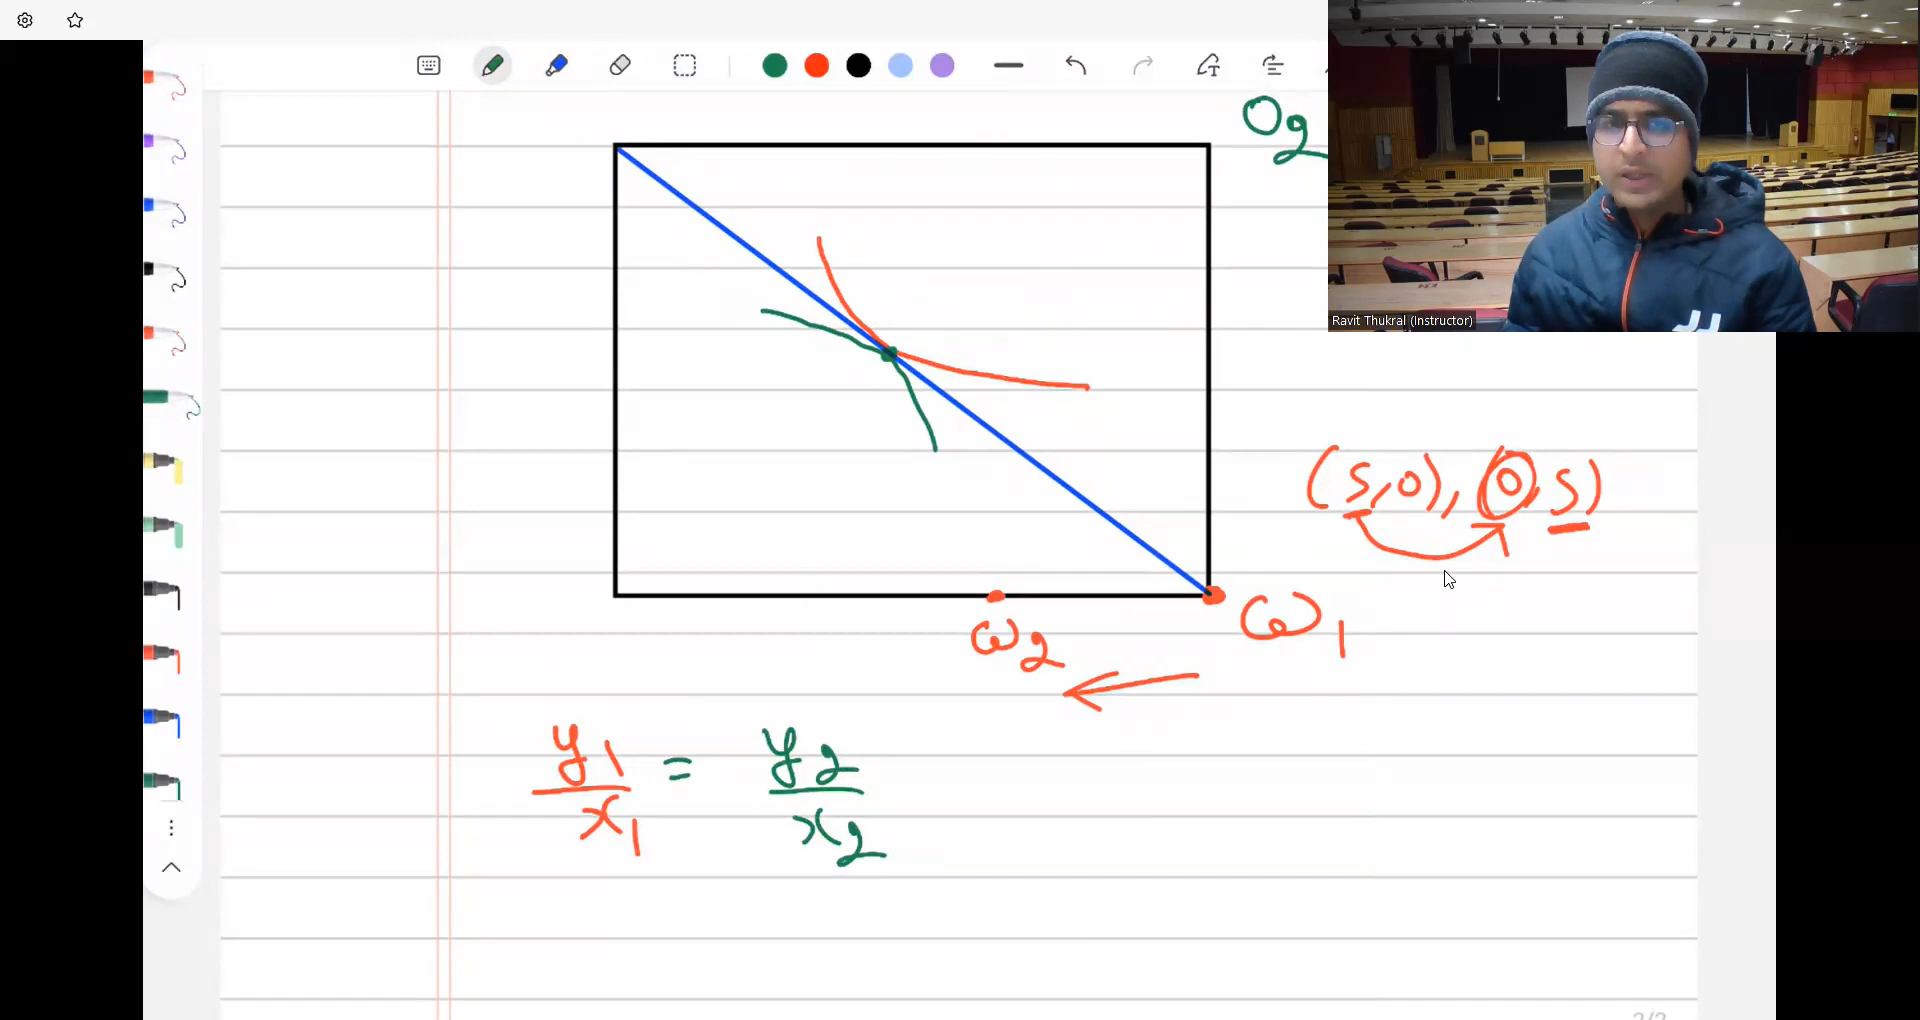 O2
Ravit Thukral (Instructor)
(5,0), (0, 5)
ω2
ω1
y1/x1 = y2/x2